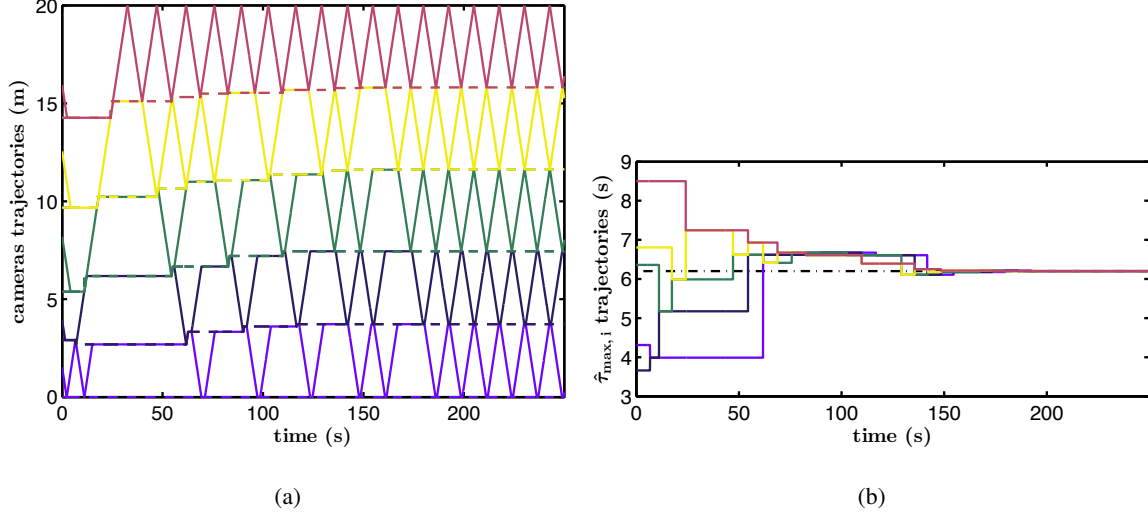 20
15
10
5
0
0 50 100 150 200
cameras trajectories (m)
time (s)
(a)
9
8
7
6
5
4
3
0 50 100 150 200
τ̂max, i trajectories (s)
time (s)
(b)